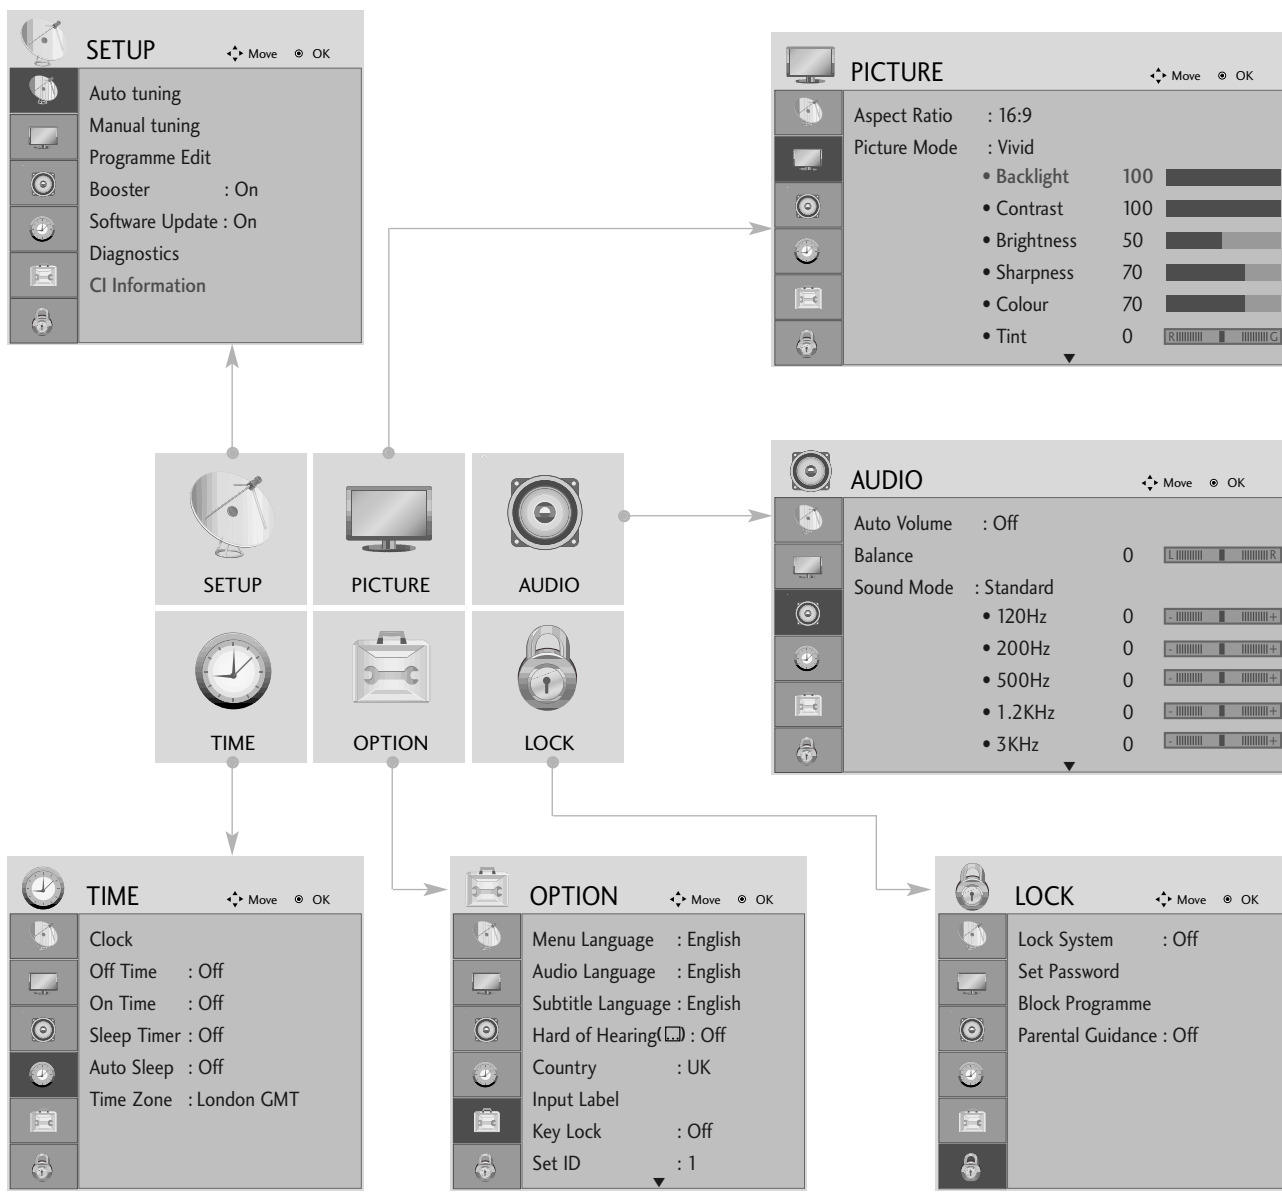 SETUP Move OK
Auto tuning
Manual tuning
Programme Edit
Booster : On
Software Update : On
Diagnostics
CI Information
PICTURE Move OK
Aspect Ratio : 16:9
Picture Mode : Vivid
• Backlight 100
• Contrast 100
• Brightness 50
• Sharpness 70
• Colour 70
• Tint 0 R G
SETUP
PICTURE
AUDIO
TIME
OPTION
LOCK
AUDIO Move OK
Auto Volume : Off
Balance 0 L R
Sound Mode : Standard
• 120Hz 0 - +
• 200Hz 0 - +
• 500Hz 0 - +
• 1.2KHz 0 - +
• 3KHz 0 - +
TIME Move OK
Clock
Off Time : Off
On Time : Off
Sleep Timer : Off
Auto Sleep : Off
Time Zone : London GMT
OPTION Move OK
Menu Language : English
Audio Language : English
Subtitle Language : English
Hard of Hearing( ) : Off
Country : UK
Input Label
Key Lock : Off
Set ID : 1
LOCK Move OK
Lock System : Off
Set Password
Block Programme
Parental Guidance : Off